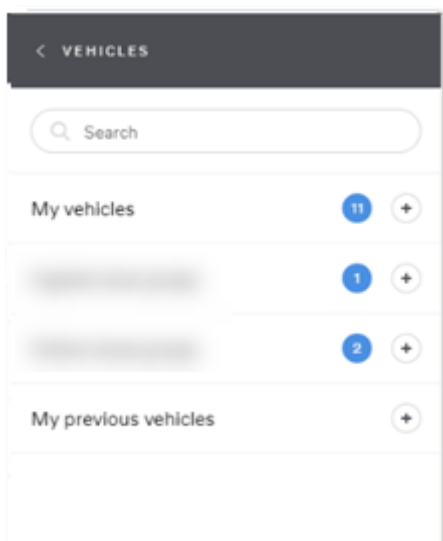 < VEHICLES
Search
My vehicles 11 +
1 +
2 +
My previous vehicles +